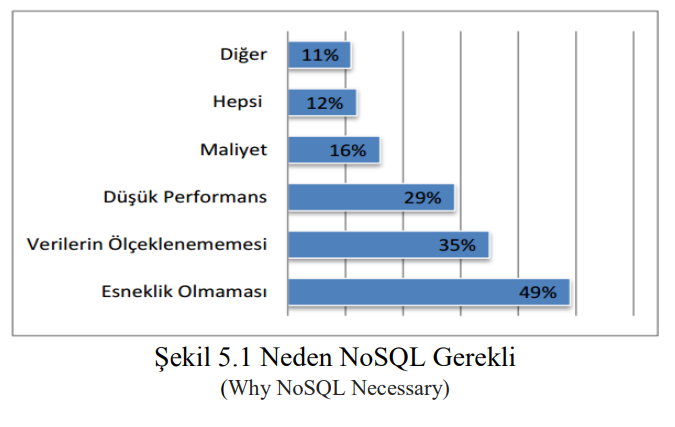 Diğer 11%
Hepsi 12%
Maliyet 16%
Düşük Performans 29%
Verilerin Ölçeklenememesi 35%
Esneklik Olmaması 49%
Şekil 5.1 Neden NoSQL Gerekli
(Why NoSQL Necessary)